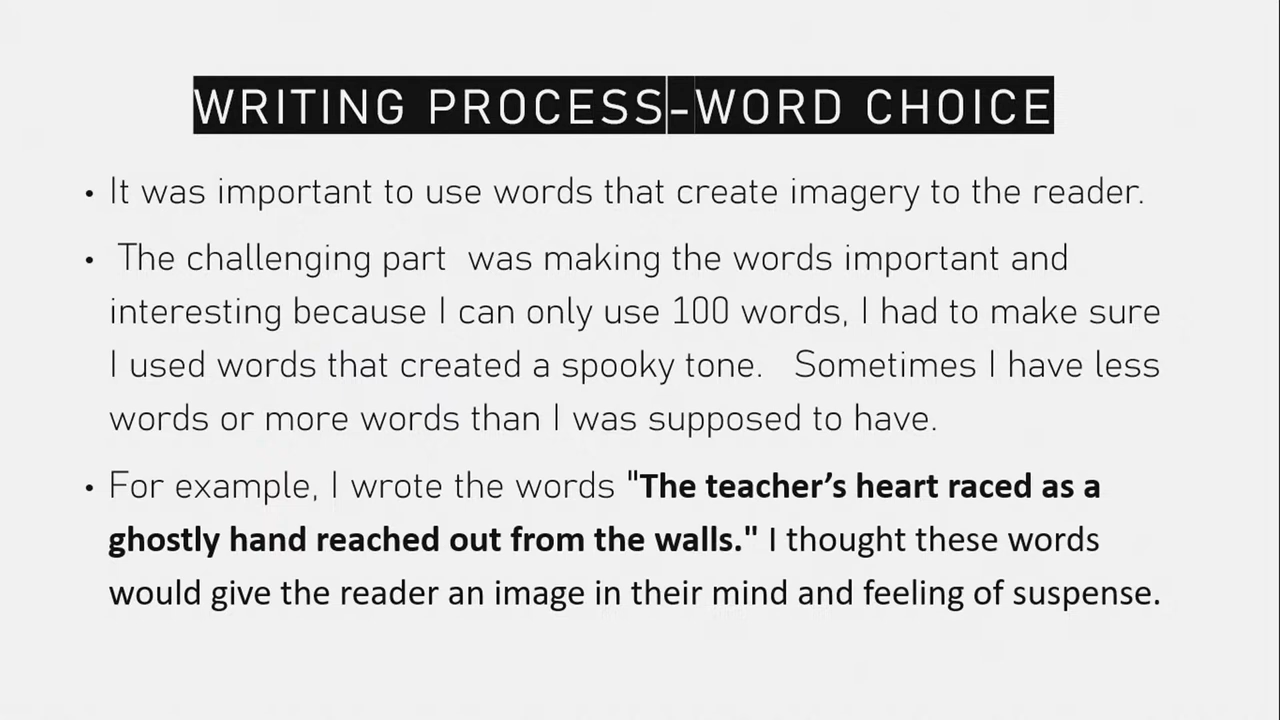 WRITING PROCESS-WORD CHOICE
• It was important to use words that create imagery to the reader.
• The challenging part  was making the words important and
interesting because I can only use 100 words, I had to make sure
I used words that created a spooky tone.   Sometimes I have less
words or more words than I was supposed to have.
• For example, I wrote the words "The teacher’s heart raced as a
ghostly hand reached out from the walls." I thought these words
would give the reader an image in their mind and feeling of suspense.